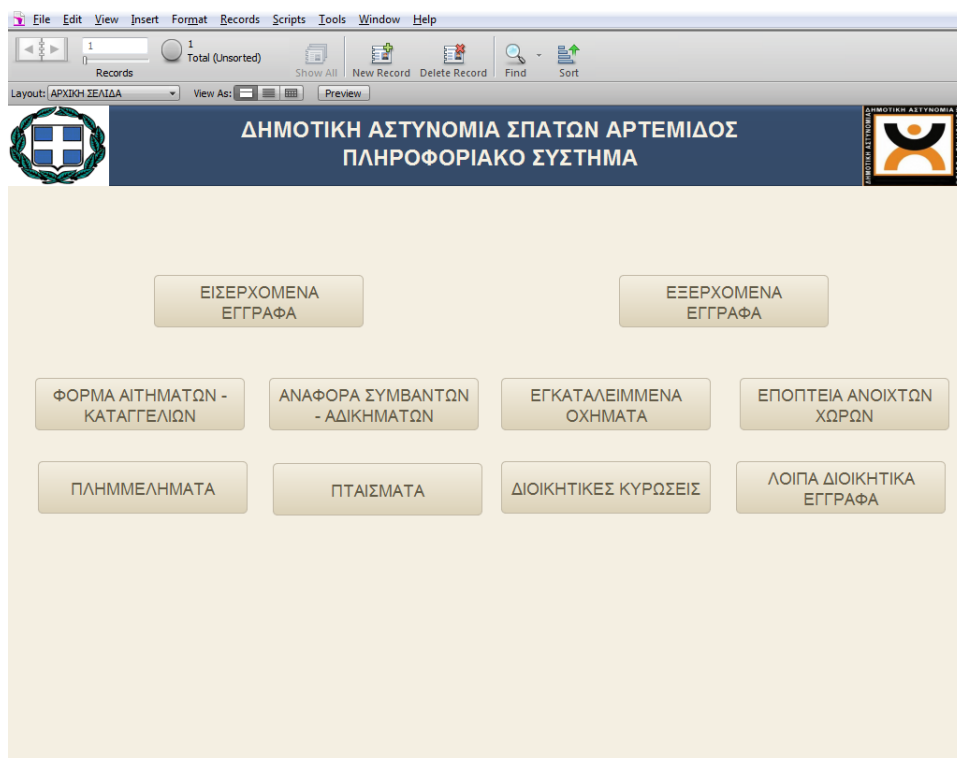 File Edit View Insert Format Records Scripts Tools Window Help
1
1
Total (Unsorted)
Records
Show All New Record Delete Record Find Sort
Layout: ΑΡΧΙΚΗ ΣΕΛΙΔΑ View As: Preview
ΔΗΜΟΤΙΚΗ ΑΣΤΥΝΟΜΙΑ ΣΠΑΤΩΝ ΑΡΤΕΜΙΔΟΣ
ΠΛΗΡΟΦΟΡΙΑΚΟ ΣΥΣΤΗΜΑ
ΔΗΜΟΤΙΚΗ ΑΣΤΥΝΟΜΙΑ
ΔΗΜΟΤΙΚΗ ΑΣΤΥΝΟΜΙΑ
ΕΙΣΕΡΧΟΜΕΝΑ
ΕΓΓΡΑΦΑ
ΕΞΕΡΧΟΜΕΝΑ
ΕΓΓΡΑΦΑ
ΦΟΡΜΑ ΑΙΤΗΜΑΤΩΝ -
ΚΑΤΑΓΓΕΛΙΩΝ
ΑΝΑΦΟΡΑ ΣΥΜΒΑΝΤΩΝ
- ΑΔΙΚΗΜΑΤΩΝ
ΕΓΚΑΤΑΛΕΙΜΜΕΝΑ
ΟΧΗΜΑΤΑ
ΕΠΟΠΤΕΙΑ ΑΝΟΙΧΤΩΝ
ΧΩΡΩΝ
ΠΛΗΜΜΕΛΗΜΑΤΑ
ΠΤΑΙΣΜΑΤΑ
ΔΙΟΙΚΗΤΙΚΕΣ ΚΥΡΩΣΕΙΣ
ΛΟΙΠΑ ΔΙΟΙΚΗΤΙΚΑ
ΕΓΓΡΑΦΑ